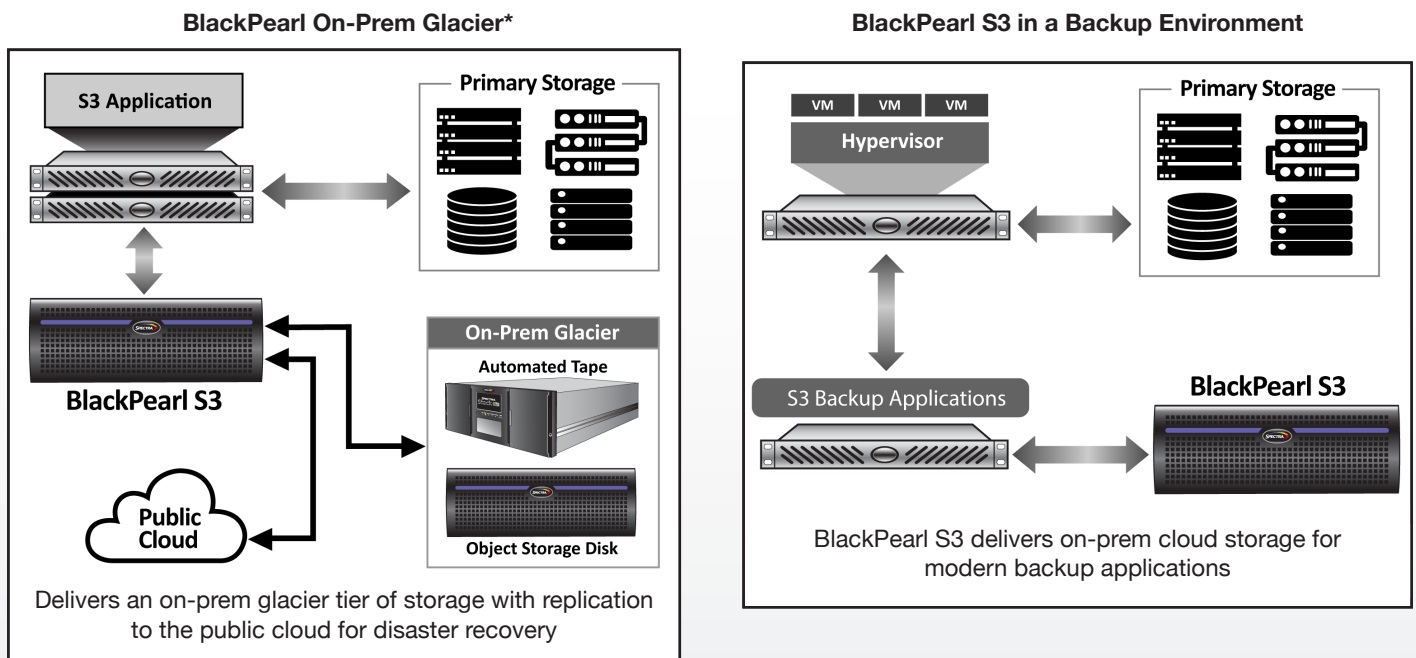 BlackPearl On-Prem Glacier*
S3 Application
Primary Storage
SPECTRA
BlackPearl S3
On-Prem Glacier
Automated Tape
SPECTRA
Object Storage Disk
Public
Cloud
Delivers an on-prem glacier tier of storage with replication
to the public cloud for disaster recovery
BlackPearl S3 in a Backup Environment
VM VM VM
Hypervisor
Primary Storage
S3 Backup Applications
BlackPearl S3
SPECTRA
BlackPearl S3 delivers on-prem cloud storage for
modern backup applications